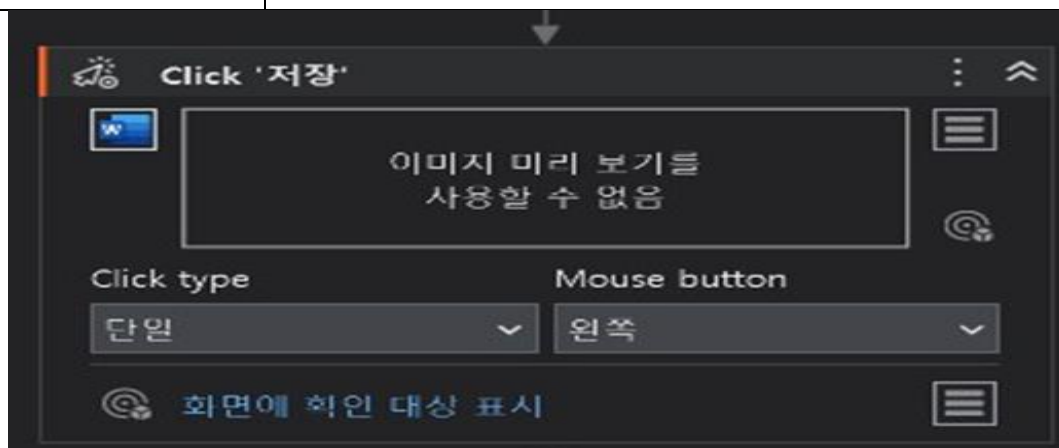 Click '저장'
이미지 미리 보기를
사용할 수 없음
Click type
Mouse button
단일
왼쪽
화면에 확인 대상 표시